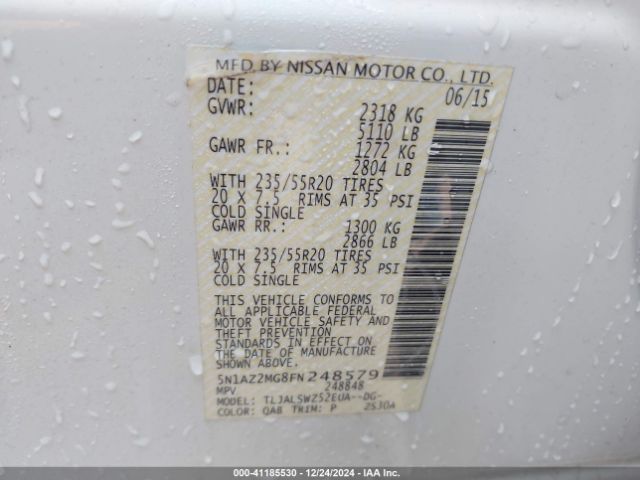 MFD. BY NISSAN MOTOR CO., LTD.
DATE: 06/15
GVWR: 2318 KG
5110 LB
GAWR FR.: 1272 KG
2804 LB
WITH 235/55R20 TIRES
20 X 7.5 RIMS AT 35 PSI
COLD SINGLE
GAWR RR.: 1300 KG
2866 LB
WITH 235/55R20 TIRES
20 X 7.5 RIMS AT 35 PSI
COLD SINGLE
THIS VEHICLE CONFORMS TO
ALL APPLICABLE FEDERAL
MOTOR VEHICLE SAFETY AND
THEFT PREVENTION
STANDARDS IN EFFECT ON
THE DATE OF MANUFACTURE
SHOWN ABOVE.
5N1AZ2MG8FN248579
MPV 248848
MODEL: TLJALSWZ52EUA--DG-
COLOR: QAB TRIM: P 2530A
000-41185530 - 12/24/2024 - IAA Inc.